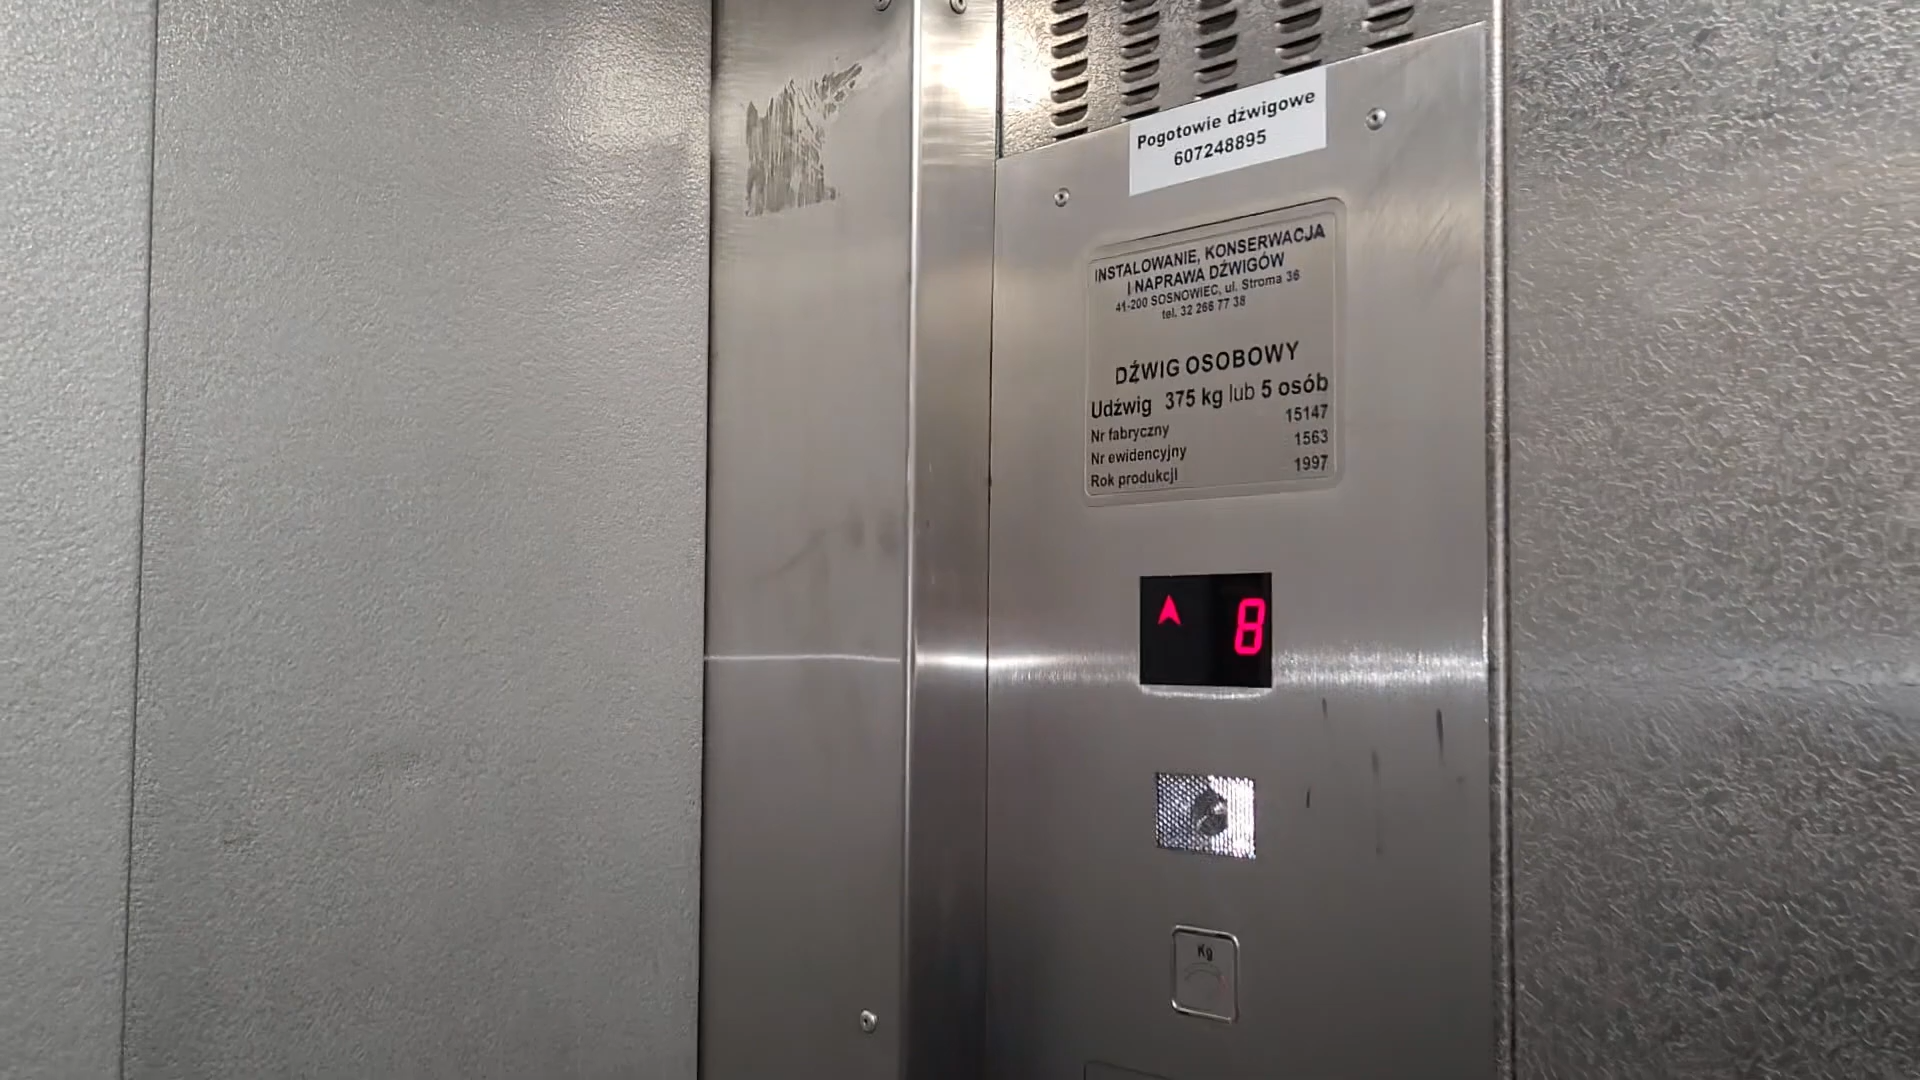 Pogotowie dźwigowe
607248895
INSTALOWANIE, KONSERWACJA
I NAPRAWA DŹWIGÓW
41-200 SOSNOWIEC, ul. Stroma 36
tel. 32 266 77 38
DŹWIG OSOBOWY
Udźwig 375 kg lub 5 osób
Nr fabryczny 15147
Nr ewidencyjny 1563
Rok produkcji 1997
8
Kg